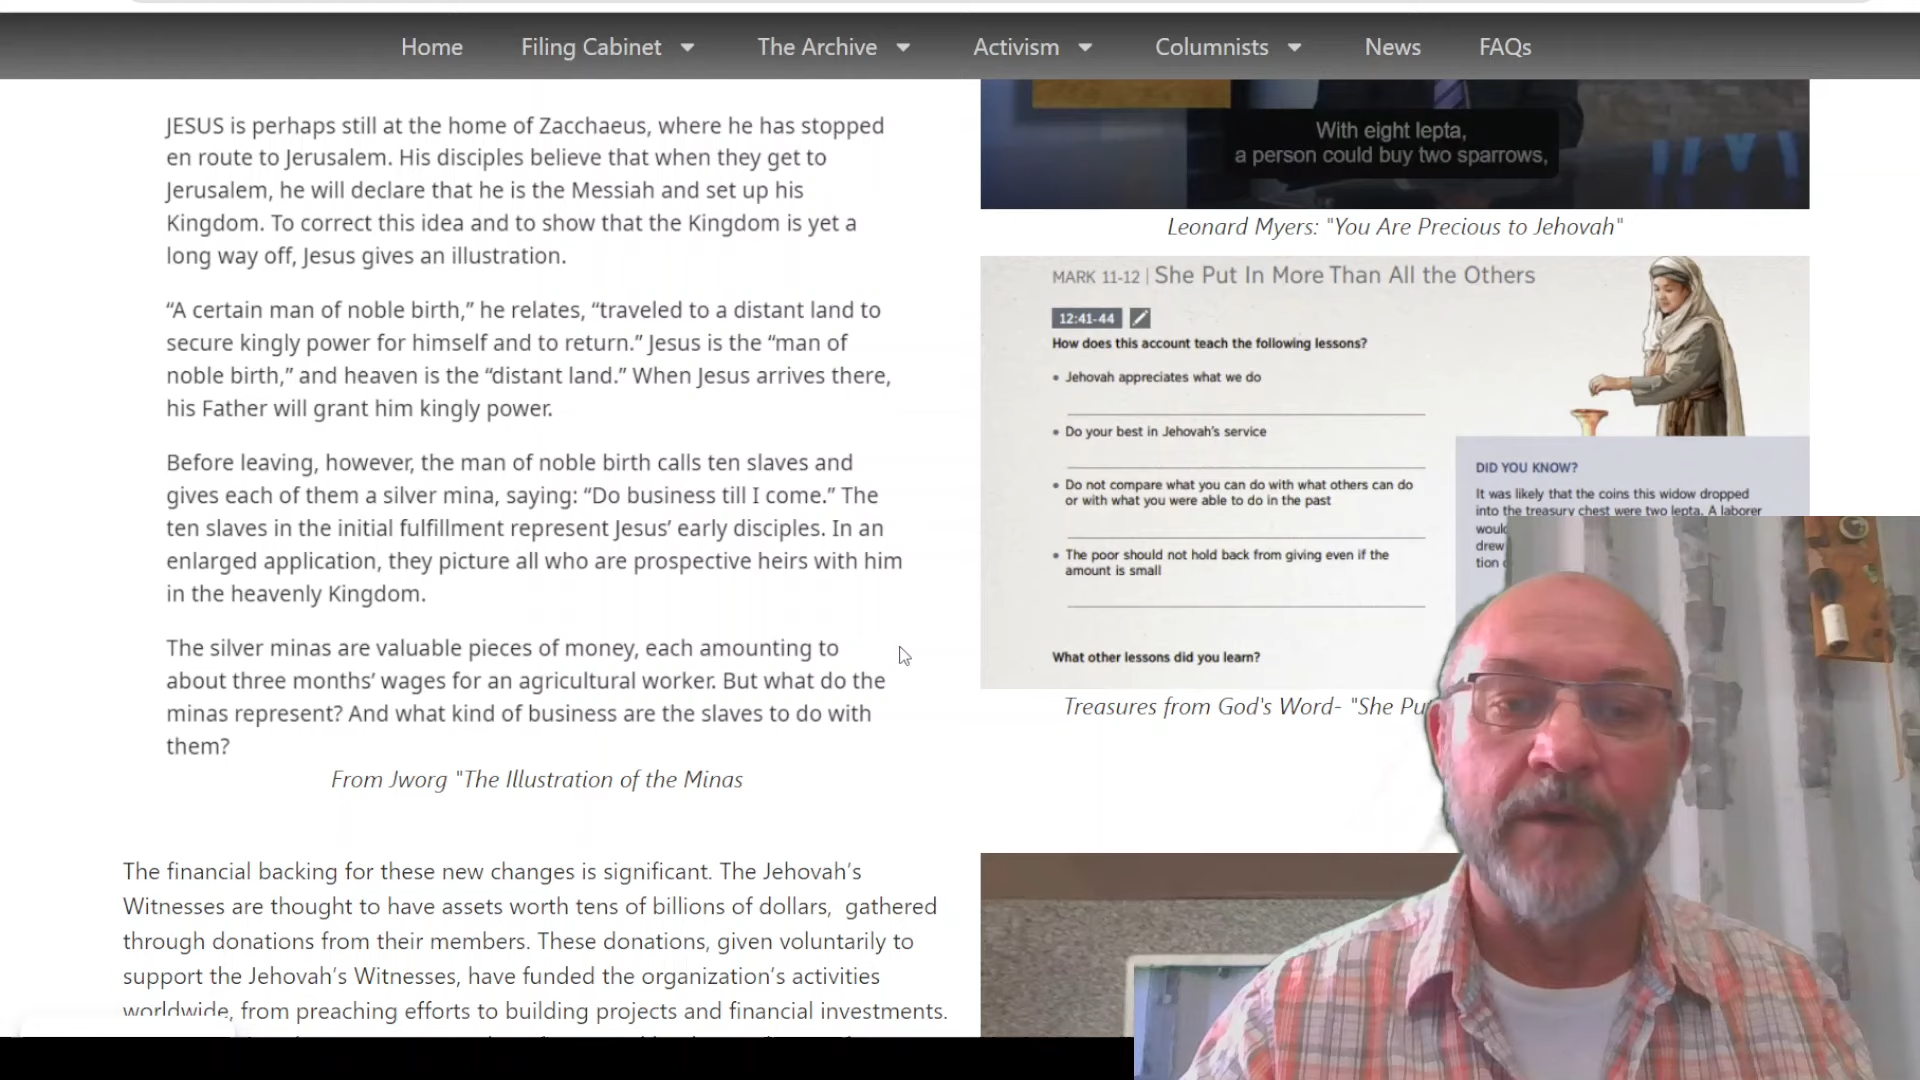 Home Filing Cabinet The Archive Activism Columnists News FAQs
JESUS is perhaps still at the home of Zacchaeus, where he has stopped
en route to Jerusalem. His disciples believe that when they get to
Jerusalem, he will declare that he is the Messiah and set up his
Kingdom. To correct this idea and to show that the Kingdom is yet a
long way off, Jesus gives an illustration.
“A certain man of noble birth,” he relates, “traveled to a distant land to
secure kingly power for himself and to return.” Jesus is the “man of
noble birth,” and heaven is the “distant land.” When Jesus arrives there,
his Father will grant him kingly power.
Before leaving, however, the man of noble birth calls ten slaves and
gives each of them a silver mina, saying: “Do business till I come.” The
ten slaves in the initial fulfillment represent Jesus’ early disciples. In an
enlarged application, they picture all who are prospective heirs with him
in the heavenly Kingdom.
The silver minas are valuable pieces of money, each amounting to
about three months’ wages for an agricultural worker. But what do the
minas represent? And what kind of business are the slaves to do with
them?
From Jworg "The Illustration of the Minas
The financial backing for these new changes is significant. The Jehovah’s
Witnesses are thought to have assets worth tens of billions of dollars, gathered
through donations from their members. These donations, given voluntarily to
support the Jehovah’s Witnesses, have funded the organization’s activities
worldwide, from preaching efforts to building projects and financial investments.
With eight lepta,
a person could buy two sparrows,
Leonard Myers: "You Are Precious to Jehovah"
MARK 11-12 | She Put In More Than All the Others
12:41-44
How does this account teach the following lessons?
• Jehovah appreciates what we do
• Do your best in Jehovah’s service
• Do not compare what you can do with what others can do
or with what you were able to do in the past
• The poor should not hold back from giving even if the
amount is small
What other lessons did you learn?
DID YOU KNOW?
It was likely that the coins this widow dropped
into the treasury chest were two lepta. A laborer
drew
Treasures from God's Word- "She